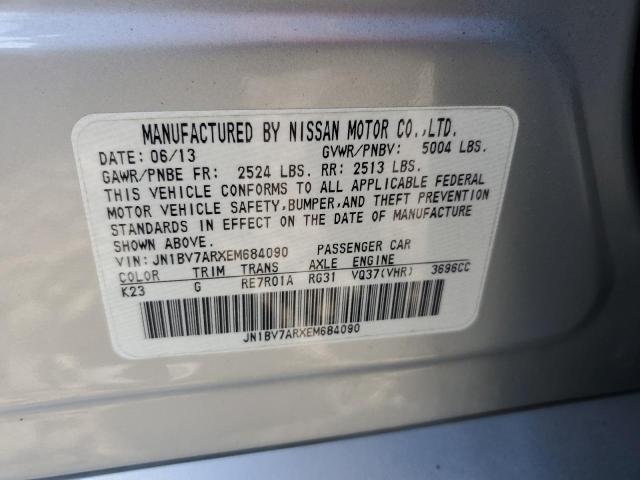 MANUFACTURED BY NISSAN MOTOR CO.,LTD.
DATE: 06/13 GVWR/PNBV: 5004 LBS.
GAWR/PNBE FR: 2524 LBS. RR: 2513 LBS.
THIS VEHICLE CONFORMS TO ALL APPLICABLE FEDERAL
MOTOR VEHICLE SAFETY, BUMPER, AND THEFT PREVENTION
STANDARDS IN EFFECT ON THE DATE OF MANUFACTURE
SHOWN ABOVE.
VIN: JN1BV7ARXEM684090 PASSENGER CAR
COLOR TRIM TRANS AXLE ENGINE
K23 G RE7R01A RG31 VQ37(VHR) 3696CC
JN1BV7ARXEM684090